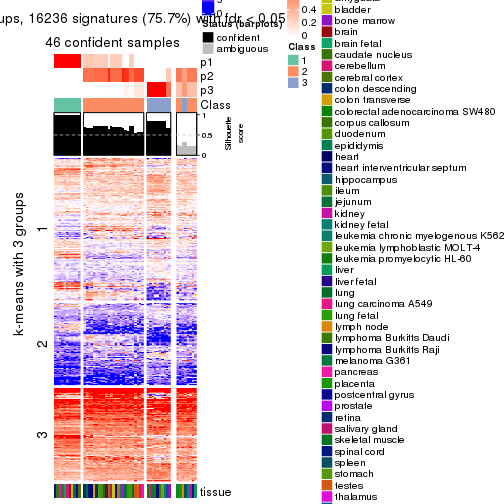 ups, 16236 signatures (75.7%) with fdr < 0.05
46 confident samples
p1
p2
p3
Class
1
0.5
0
Silhouette
score
k-means with 3 groups
1
2
3
tissue
0
Status (barplots)
confident
ambiguous
0.4
0.2
0
Class
1
2
3
bladder
bone marrow
brain
brain fetal
caudate nucleus
cerebellum
cerebral cortex
colon descending
colon transverse
colorectal adenocarcinoma SW480
corpus callosum
duodenum
epididymis
heart
heart interventricular septum
hippocampus
ileum
jejunum
kidney
kidney fetal
leukemia chronic myelogenous K562
leukemia lymphoblastic MOLT-4
leukemia promyelocytic HL-60
liver
liver fetal
lung
lung carcinoma A549
lung fetal
lymph node
lymphoma Burkitts Daudi
lymphoma Burkitts Raji
melanoma G361
pancreas
placenta
postcentral gyrus
prostate
retina
salivary gland
skeletal muscle
spinal cord
spleen
stomach
testes
thalamus